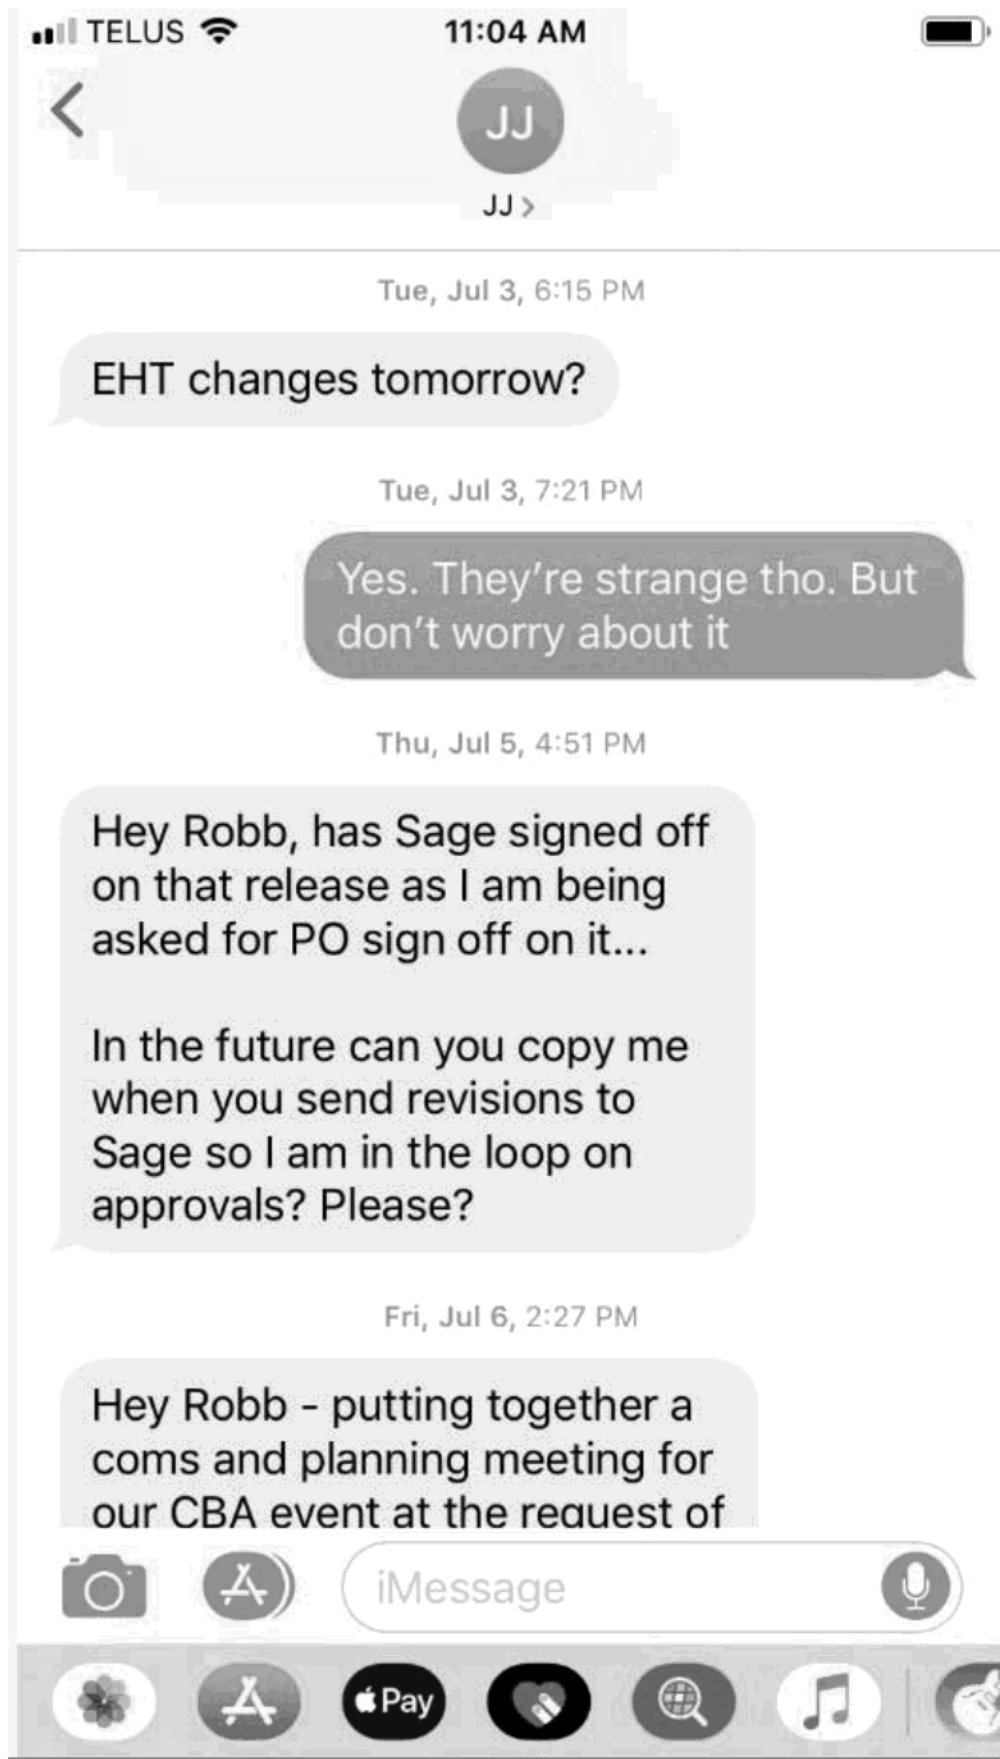 TELUS 11:04 AM
JJ
JJ >
Tue, Jul 3, 6:15 PM
EHT changes tomorrow?
Tue, Jul 3, 7:21 PM
Yes. They're strange tho. But
don't worry about it
Thu, Jul 5, 4:51 PM
Hey Robb, has Sage signed off
on that release as I am being
asked for PO sign off on it...
In the future can you copy me
when you send revisions to
Sage so I am in the loop on
approvals? Please?
Fri, Jul 6, 2:27 PM
Hey Robb - putting together a
coms and planning meeting for
our CBA event at the request of
iMessage
Pay